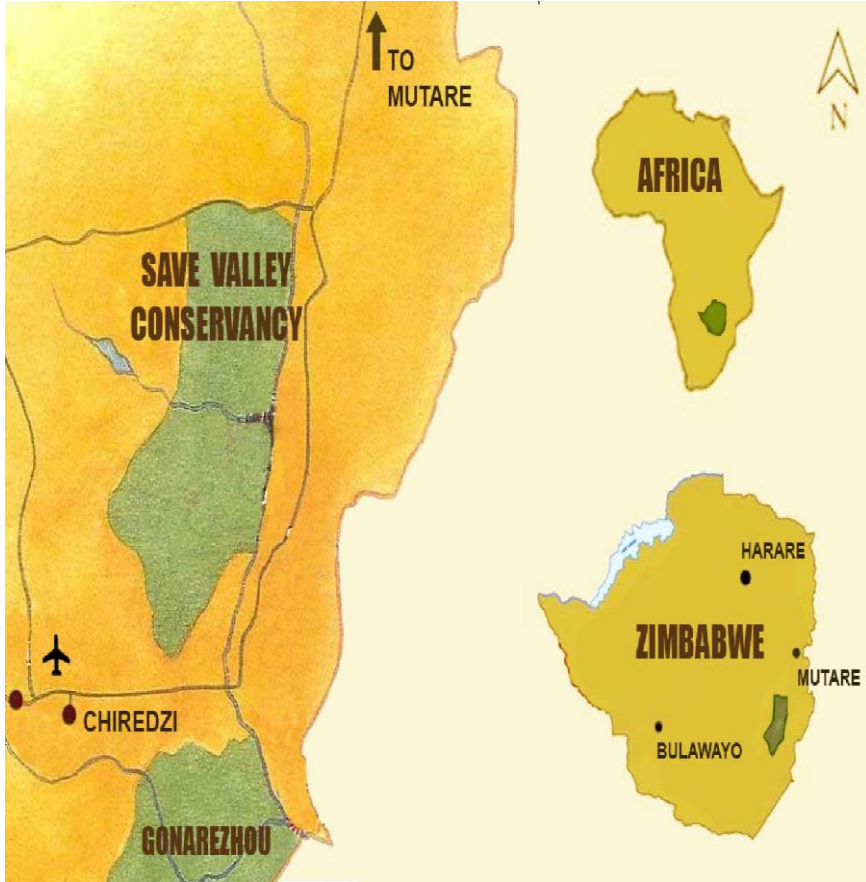 TO
MUTARE
N
AFRICA
SAVE VALLEY
CONSERVANCY
HARARE
ZIMBABWE
MUTARE
CHIREDZI
BULAWAYO
GONAREZHOU